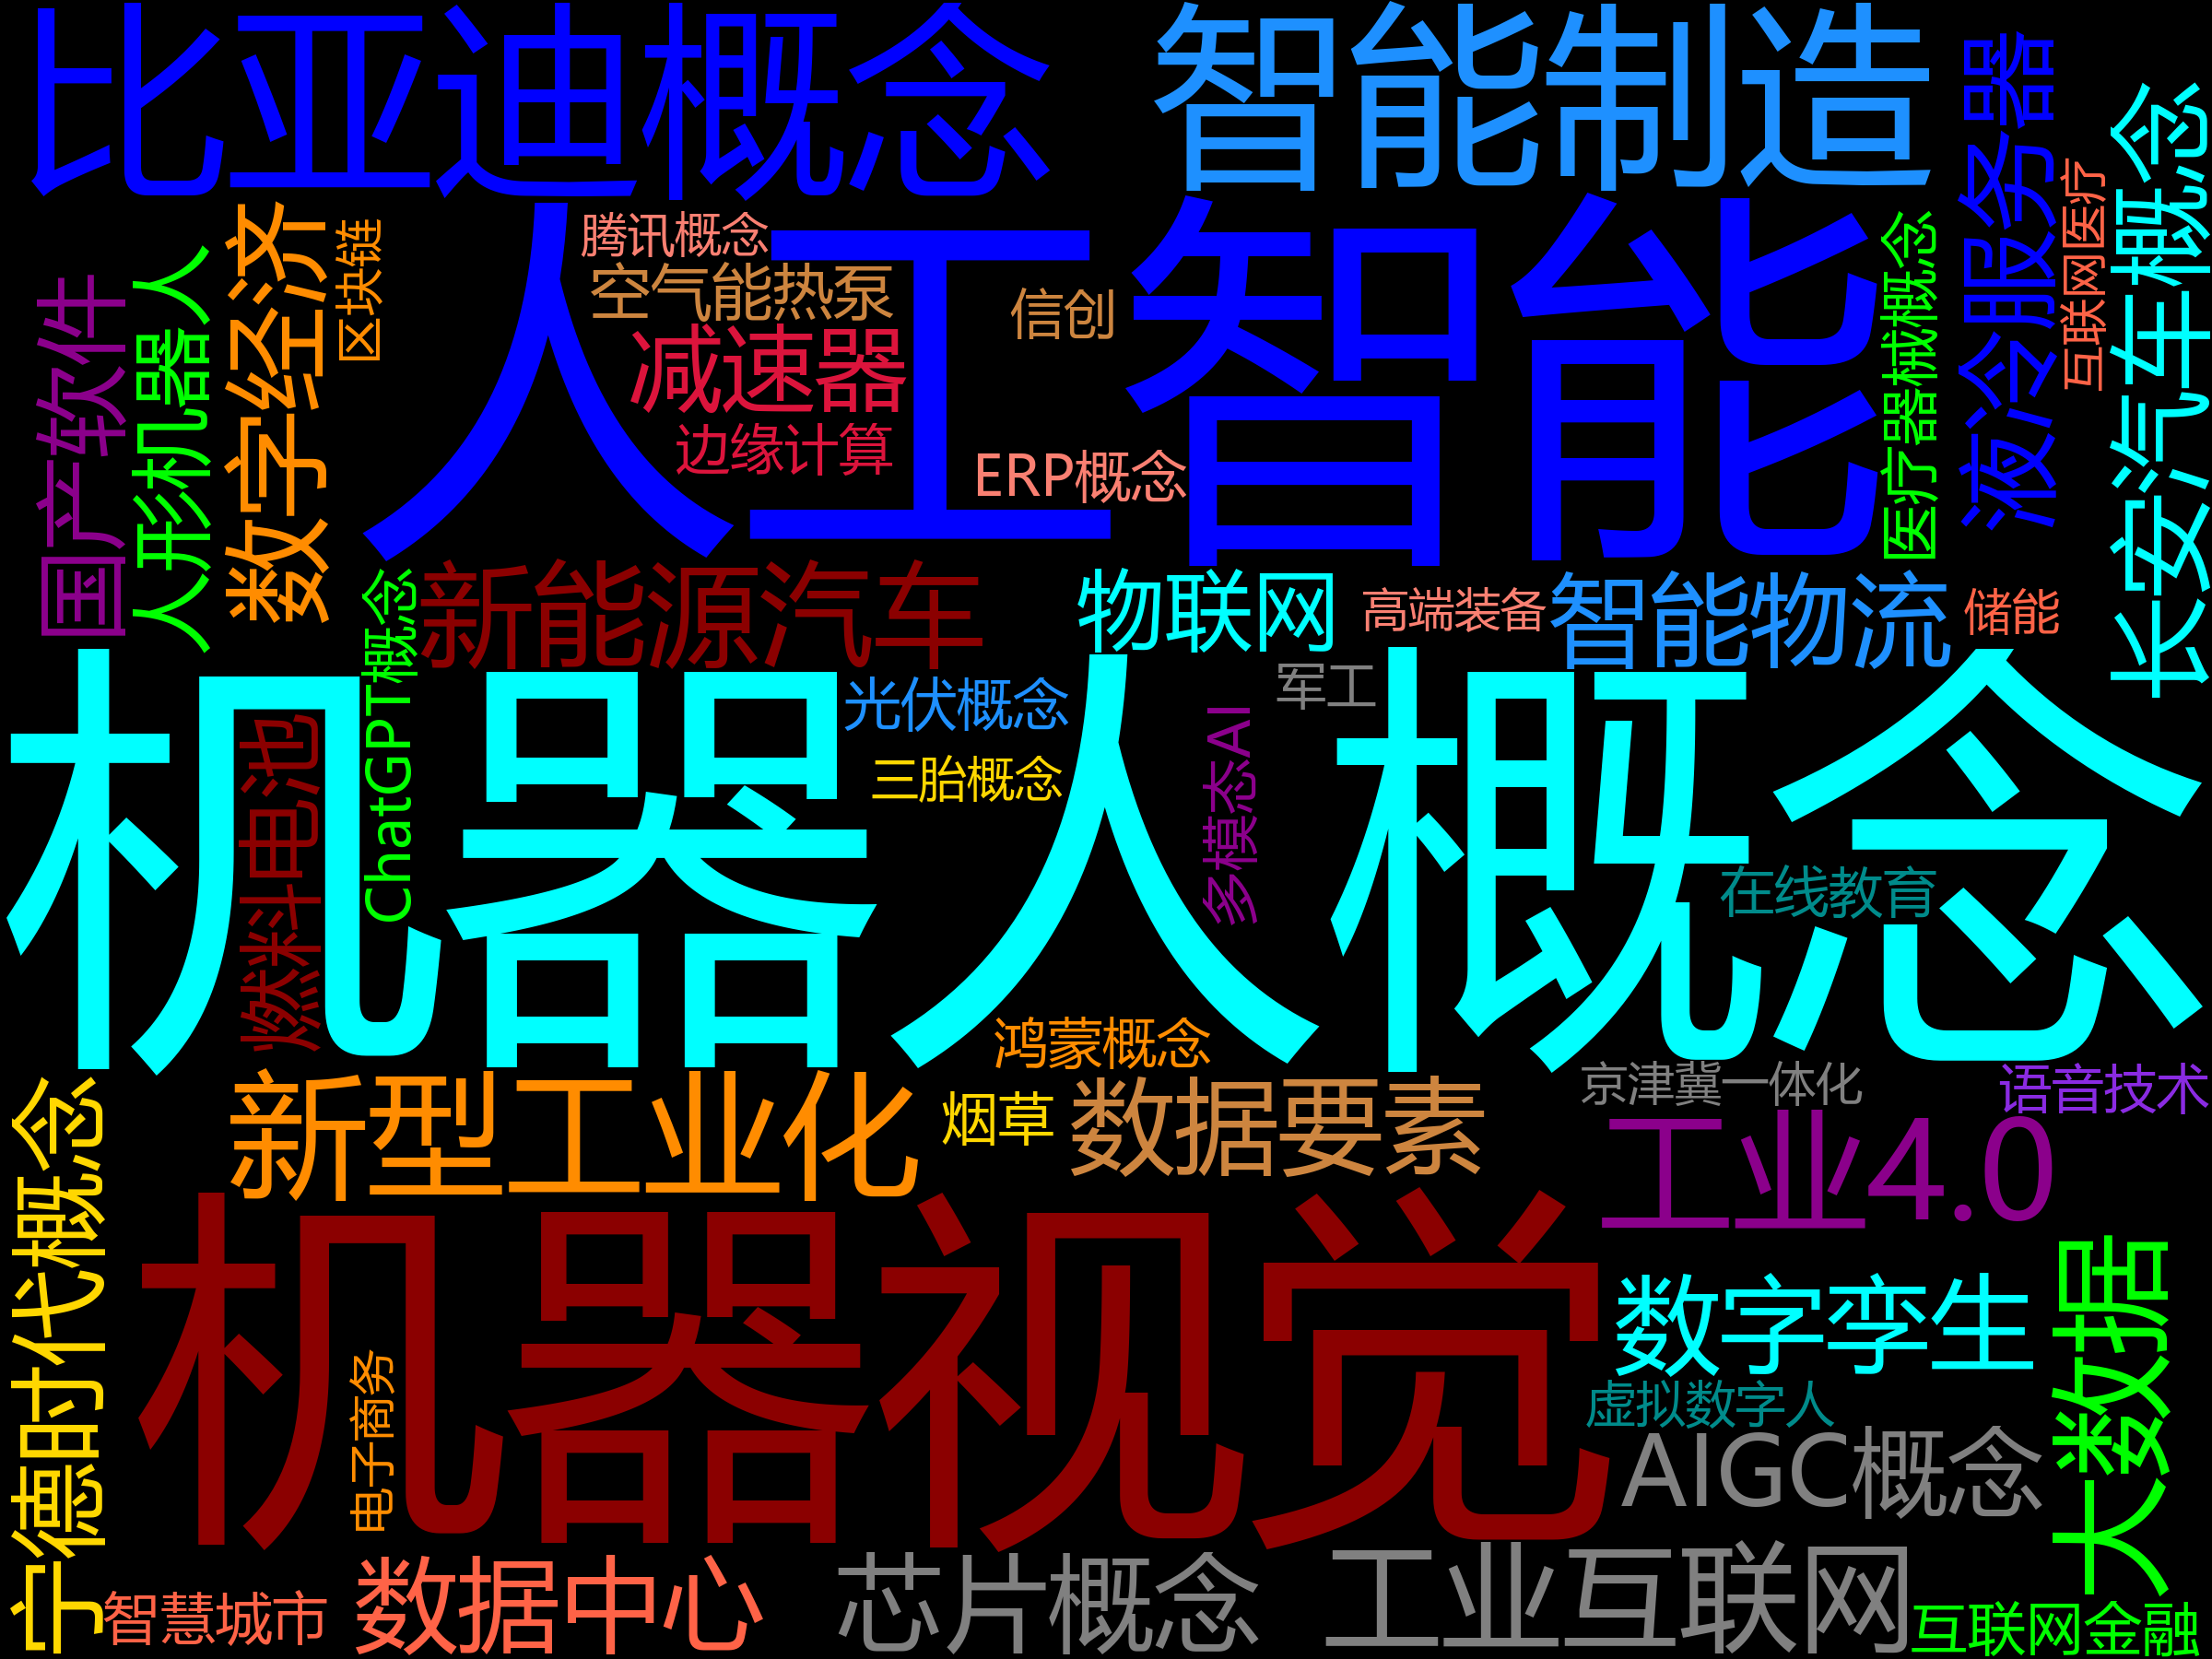 比亚迪概念
智能制造
液冷服务器
长安汽车概念
互联网医疗
医疗器械概念
国产软件
人形机器人
数字经济
区块链
腾讯概念
空气能热泵
信创
减速器
边缘计算
ERP概念
人工智能
新能源汽车
物联网
高端装备
智能物流
储能
ChatGPT概念
燃料电池
光伏概念
三胎概念
军工
多模态AI
机器人概念
在线教育
鸿蒙概念
京津冀一体化
语音技术
宁德时代概念
新型工业化
烟草
数据要素
工业4.0
机器视觉
数字孪生
大数据
虚拟数字人
AIGC概念
电子商务
智慧城市
数据中心
芯片概念
工业互联网
互联网金融